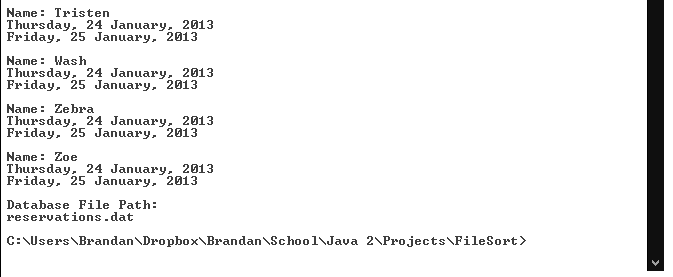 Name: Tristen
Thursday, 24 January, 2013
Friday, 25 January, 2013
Name: Wash
Thursday, 24 January, 2013
Friday, 25 January, 2013
Name: Zebra
Thursday, 24 January, 2013
Friday, 25 January, 2013
Name: Zoe
Thursday, 24 January, 2013
Friday, 25 January, 2013
Database File Path:
reservations.dat
C:\Users\Brandan\Dropbox\Brandan\School\Java 2\Projects\FileSort>